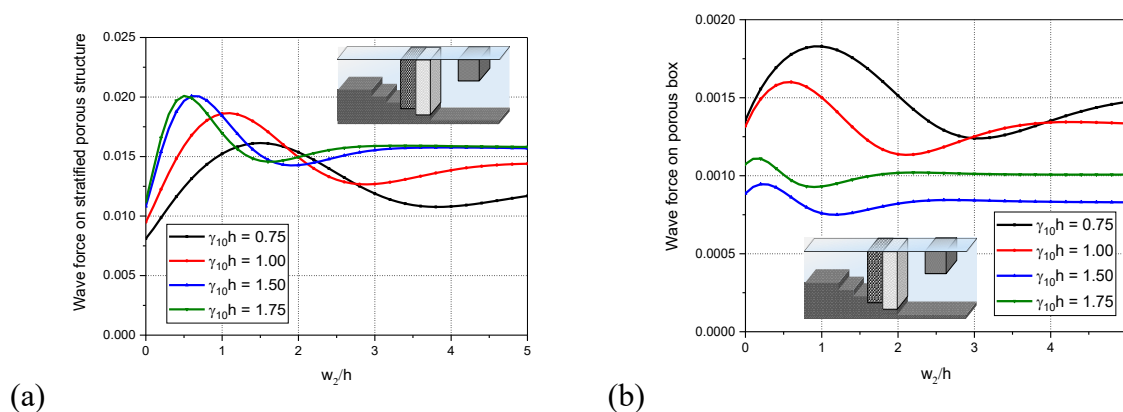 (a)
Wave force on stratified porous structure
0.025
0.020
0.015
0.010
0.005
0.000
γ10h = 0.75
γ10h = 1.00
γ10h = 1.50
γ10h = 1.75
0 1 2 3 4 5
w2/h
(b)
Wave force on porous box
0.0020
0.0015
0.0010
0.0005
0.0000
γ10h = 0.75
γ10h = 1.00
γ10h = 1.50
γ10h = 1.75
0 1 2 3 4
w2/h